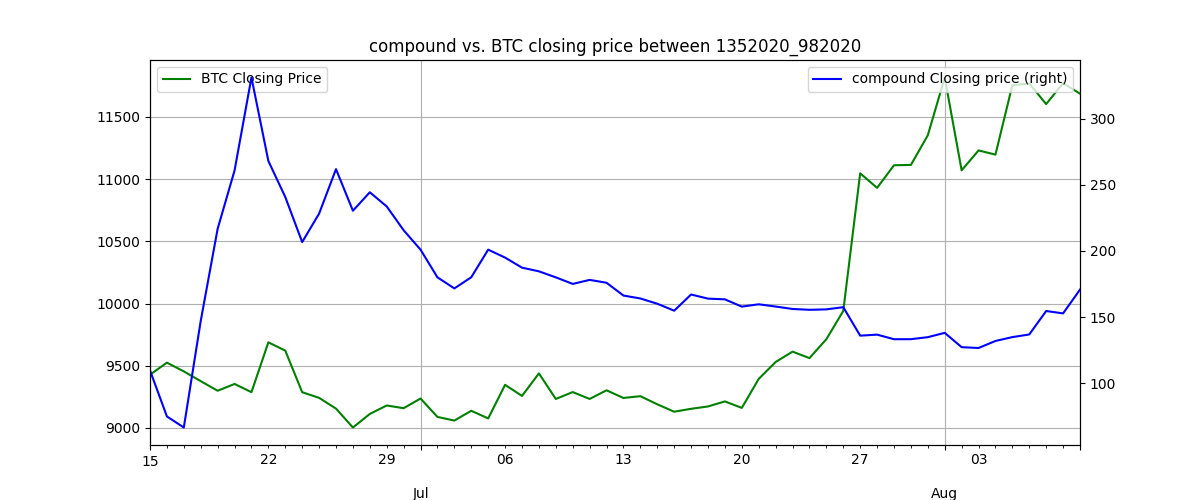 compound vs. BTC closing price between 1352020_982020
BTC Closing Price
compound Closing price (right)
11500
11000
10500
10000
9500
9000
300
250
200
150
100
15 22 29 06 13 20 27 03
Jul Aug